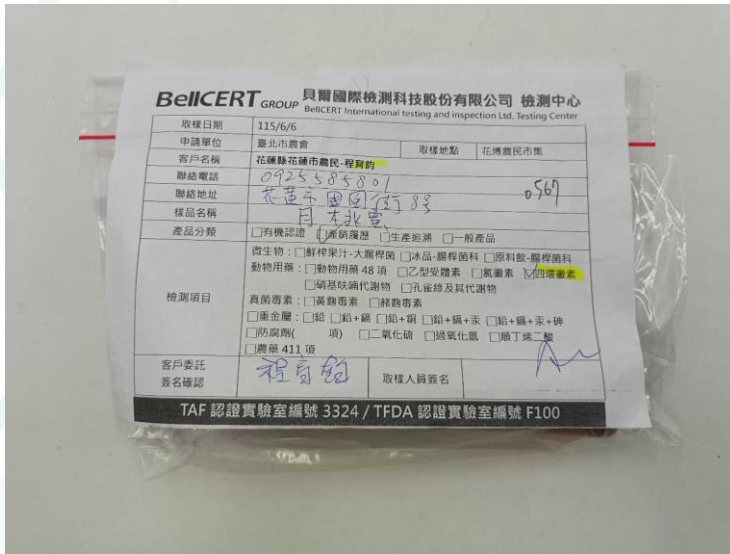 BellCERT GROUP 貝爾國際檢測科技股份有限公司 檢測中心
BellCERT International testing and inspection Ltd. Testing Center
取樣日期 115/6/6
申請單位 臺北市農會 取樣地點 花博農民市集
客戶名稱 花蓮縣花蓮市農民-程育鈞
聯絡電話 0925585801
0567
聯絡地址 街8号
樣品名稱 日本
產品分類 □有機認證 ☑產銷履歷 □生產追溯 □一般產品
檢測項目
微生物:□鮮榨果汁-大腸桿菌 □冰品-腸桿菌科 □原料飲-腸桿菌科
動物用藥:□動物用藥 48 項 □乙型受體素 □氯黴素 ☑四環黴素
□硝基呋喃代謝物 □孔雀綠及其代謝物
真菌毒素:□黃麴毒素 □赭麴毒素
□重金屬:□鉛 □鉛+鎘 □鉛+銅 □鉛+鎘+汞 □鉛+鎘+汞+砷
□防腐劑( 項) □二氧化硫 □過氧化氫 □順丁烯二酸
□農藥 411 項
客戶委託簽名確認 程育鈞 取樣人員簽名
TAF 認證實驗室編號 3324 / TFDA 認證實驗室編號 F100